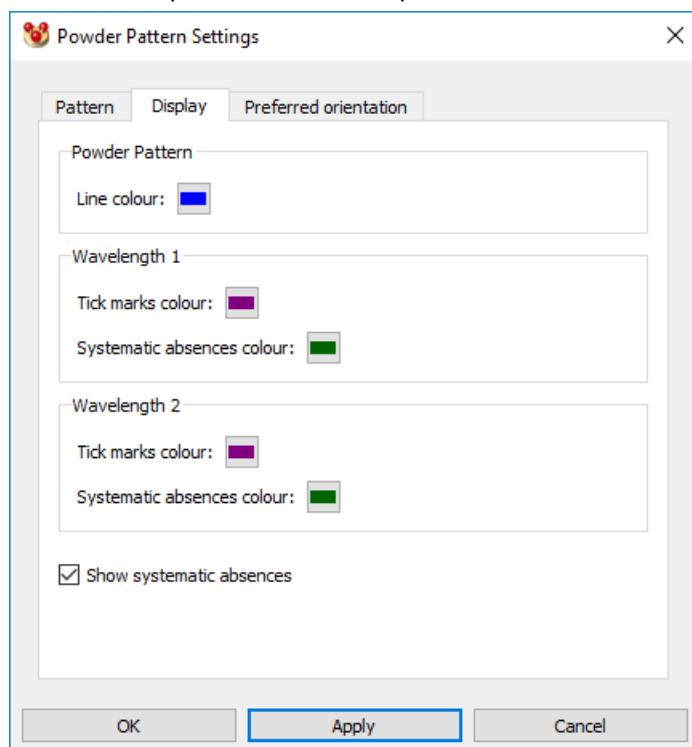 Powder Pattern Settings
Pattern Display Preferred orientation
Powder Pattern
Line colour:
Wavelength 1
Tick marks colour:
Systematic absences colour:
Wavelength 2
Tick marks colour:
Systematic absences colour:
Show systematic absences
OK Apply Cancel